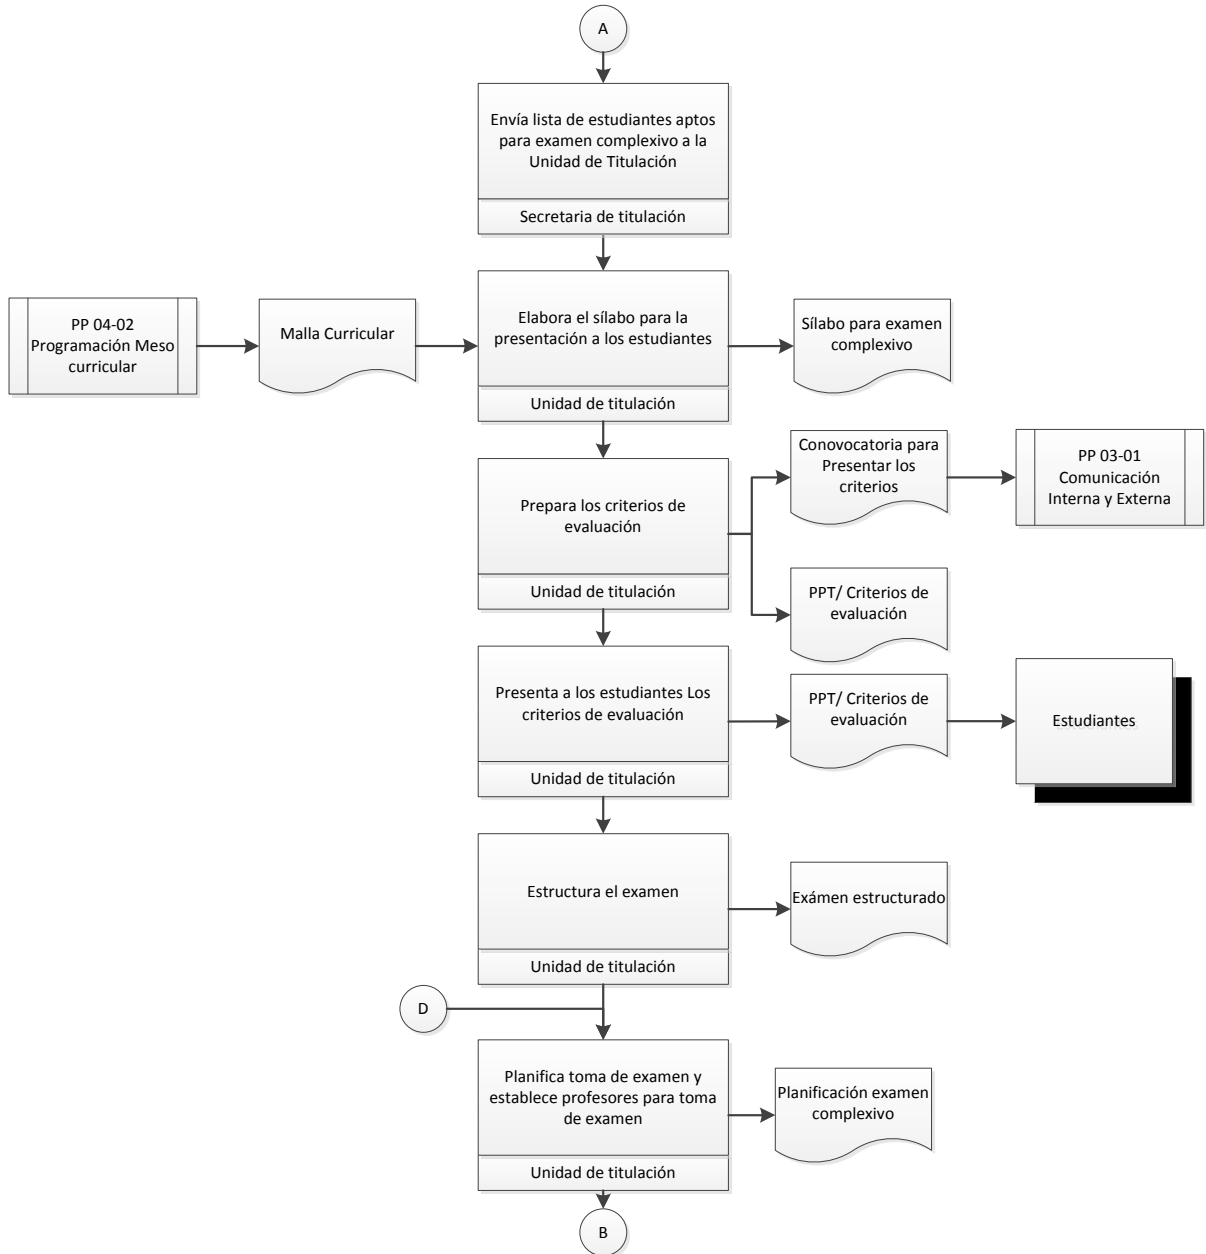 A
Envía lista de estudiantes aptos
para examen complexivo a la
Unidad de Titulación
Secretaria de titulación
PP 04-02
Programación Meso
curricular
Malla Curricular
Elabora el sílabo para la
presentación a los estudiantes
Unidad de titulación
Sílabo para examen
complexivo
Prepara los criterios de
evaluación
Unidad de titulación
Conovocatoria para
Presentar los
criterios
PP 03-01
Comunicación
Interna y Externa
PPT/ Criterios de
evaluación
Presenta a los estudiantes Los
criterios de evaluación
Unidad de titulación
PPT/ Criterios de
evaluación
Estudiantes
Estructura el examen
Unidad de titulación
Exámen estructurado
D
Planifica toma de examen y
establece profesores para toma
de examen
Unidad de titulación
Planificación examen
complexivo
B